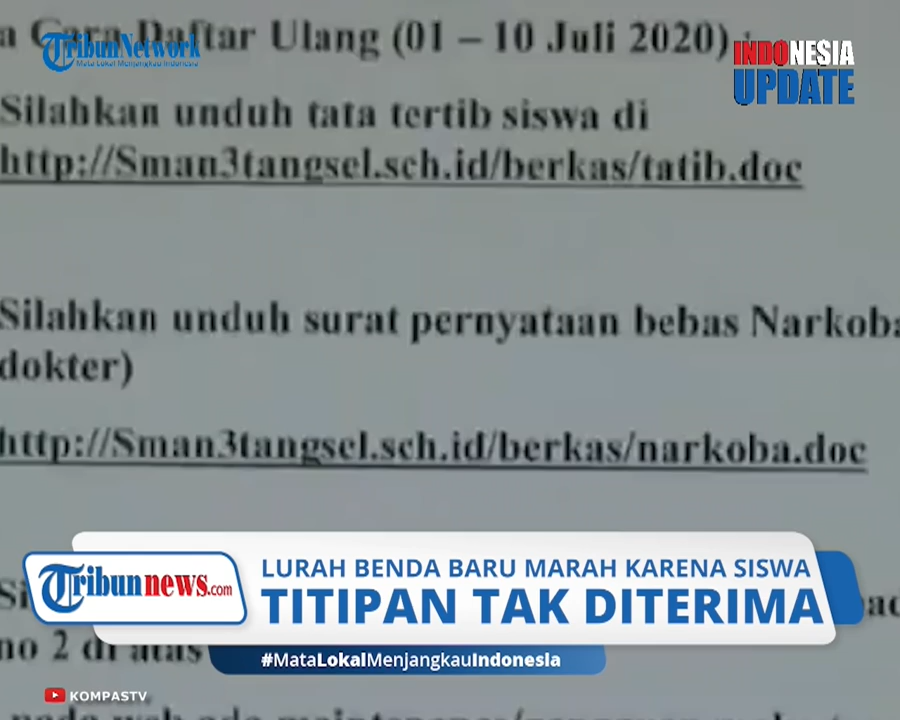 a Cara Daftar Ulang (01 – 10 Juli 2020) :
TribunNetwork
Mata Lokal Menjangkau Indonesia
INDONESIA
UPDATE
Silahkan unduh tata tertib siswa di
http://Sman3tangsel.sch.id/berkas/tatib.doc
Silahkan unduh surat pernyataan bebas Narkoba
dokter)
http://Sman3tangsel.sch.id/berkas/narkoba.doc
Tribunnews.com
LURAH BENDA BARU MARAH KARENA SISWA
TITIPAN TAK DITERIMA
no 2 di atas
#MataLokalMenjangkauIndonesia
KOMPASTV